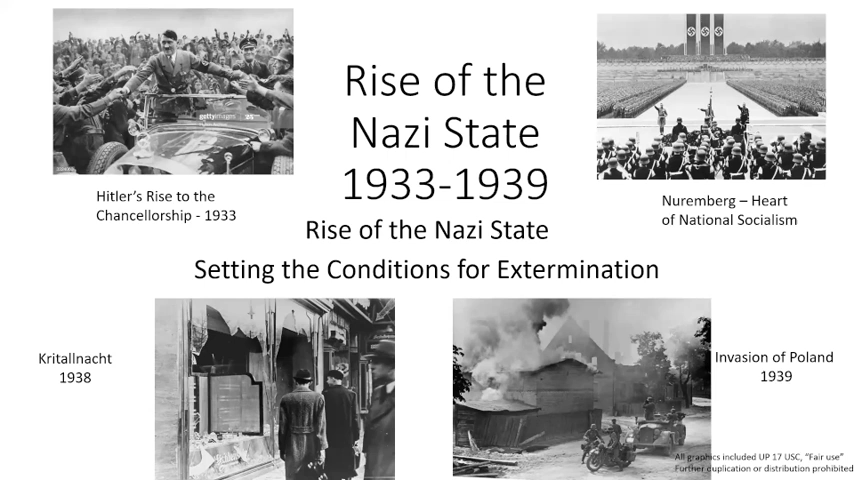 Rise of the
Nazi State
1933-1939
Rise of the Nazi State
Setting the Conditions for Extermination
gettyimages
Hitler's Rise to the
Chancellorship - 1933
Nuremberg – Heart
of National Socialism
Kritallnacht
1938
Invasion of Poland
1939
All graphics included UP 17 USC, "Fair use"
Further duplication or distribution prohibited